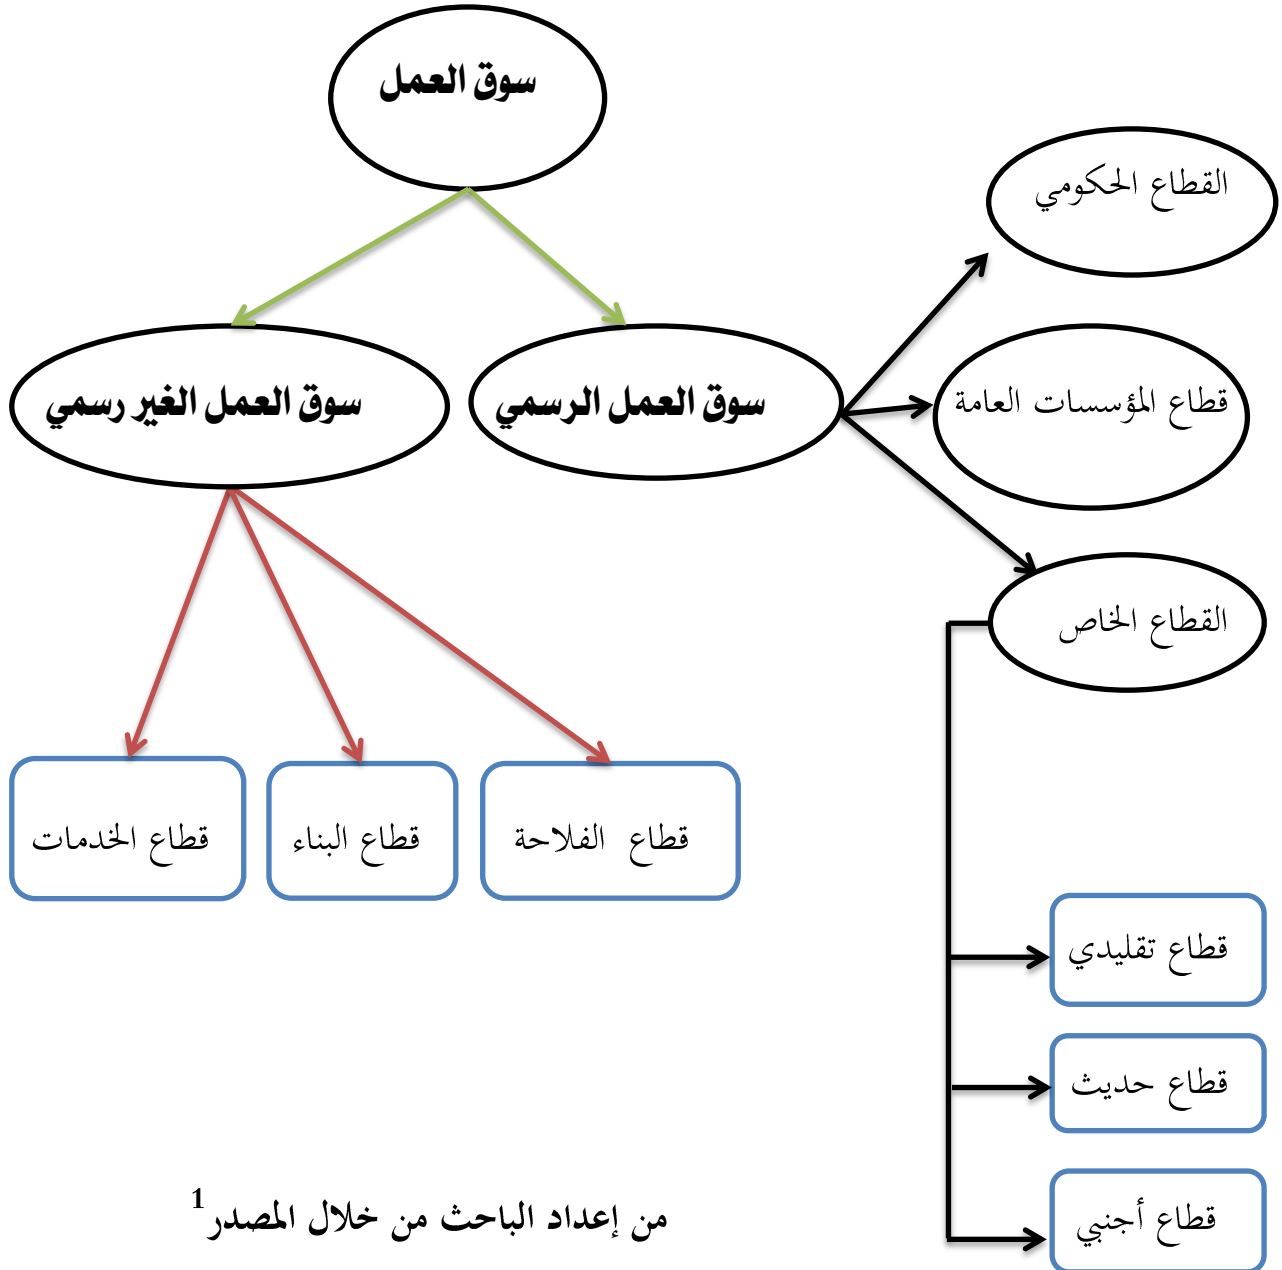 سوق العمل
القطاع الحكومي
سوق العمل الرسمي
سوق العمل الغير رسمي
قطاع المؤسسات العامة
القطاع الخاص
قطاع الفلاحة
قطاع البناء
قطاع الخدمات
قطاع تقليدي
قطاع حديث
قطاع أجنبي
من إعداد الباحث من خلال المصدر1